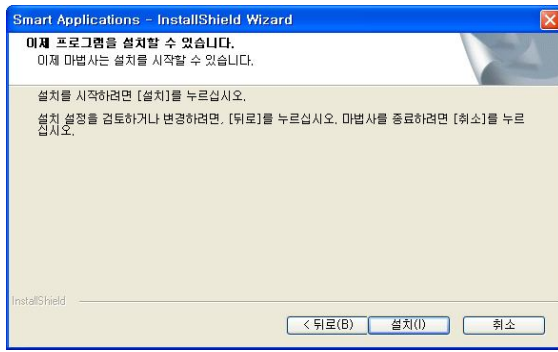 Smart Applications - InstallShield Wizard
이제 프로그램을 설치할 수 있습니다.
이제 마법사는 설치를 시작할 수 있습니다.
설치를 시작하려면 [설치]를 누르십시오.
설치 설정을 검토하거나 변경하려면, [뒤로]를 누르십시오. 마법사를 종료하려면 [취소]를 누르
십시오.
InstallShield
< 뒤로(B) 설치(I) 취소